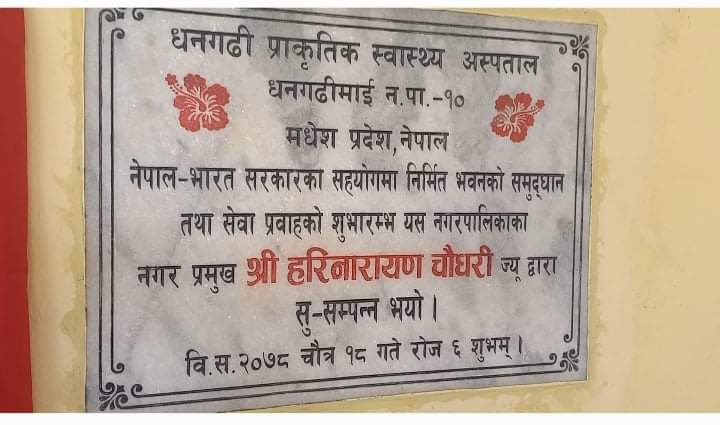 धनगढी प्राकृतिक स्वास्थ्य अस्पताल
धनगढीमाई न.पा.-१०
मधेश प्रदेश, नेपाल
नेपाल-भारत सरकारका सहयोगमा निर्मित भवनको समुद्घान
तथा सेवा प्रवाहको शुभारम्भ यस नगरपालिकाका
नगर प्रमुख श्री हरिनारायण चौधरी ज्यू द्वारा
सु-सम्पन्न भयो ।
वि.स.२०७८ चौत्र १८ गते रोज ६ शुभम् ।